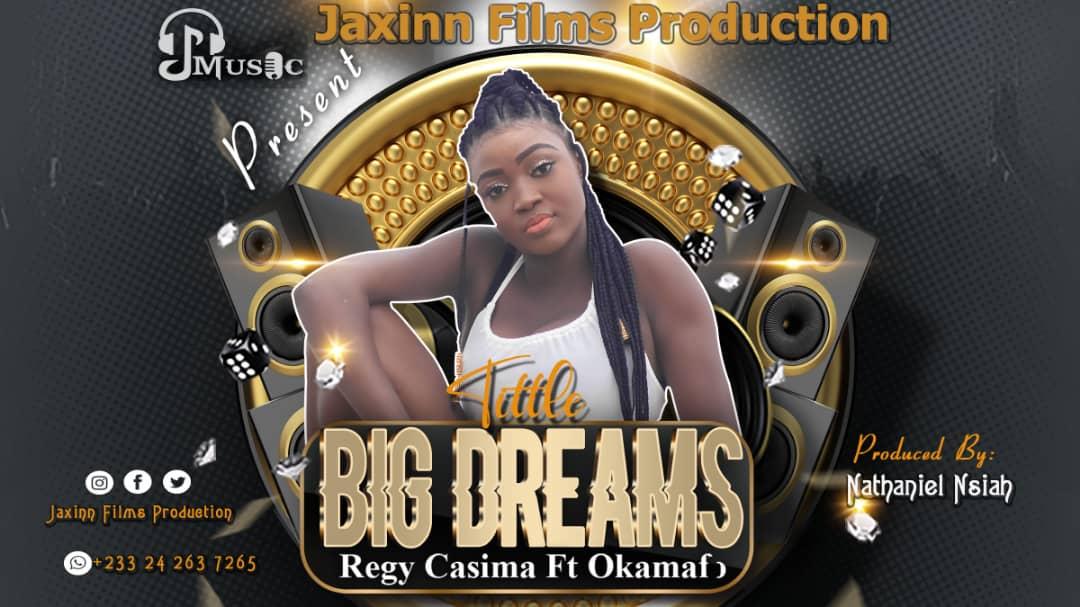 Jaxinn Films Production
JMusic
Present
Tittle
BIG DREAMS
Regy Casima Ft Okamafɔ
Produced By:
Nathaniel Nsiah
Jaxinn Films Production
+233 24 263 7265